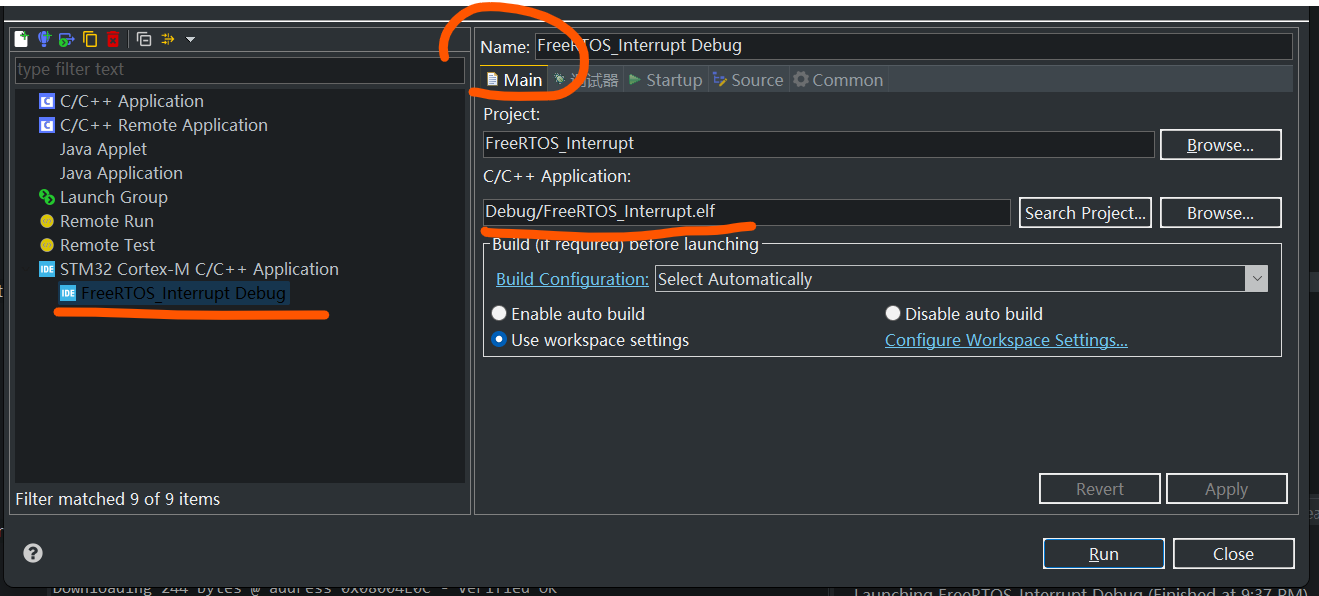 Name: FreeRTOS_Interrupt Debug
type filter text
Main 调试器 Startup Source Common
C/C++ Application
C/C++ Remote Application
Java Applet
Java Application
Launch Group
Remote Run
Remote Test
STM32 Cortex-M C/C++ Application
FreeRTOS_Interrupt Debug
Filter matched 9 of 9 items
Project:
FreeRTOS_Interrupt
Browse...
C/C++ Application:
Debug/FreeRTOS_Interrupt.elf
Search Project...
Browse...
Build (if required) before launching
Build Configuration: Select Automatically
Enable auto build
Disable auto build
Use workspace settings
Configure Workspace Settings...
Revert
Apply
Run
Close
Downloading 244 bytes @ address 0x08004E6C - Verified OK
Launching FreeRTOS_Interrupt Debug (Finished at 9:37 PM)